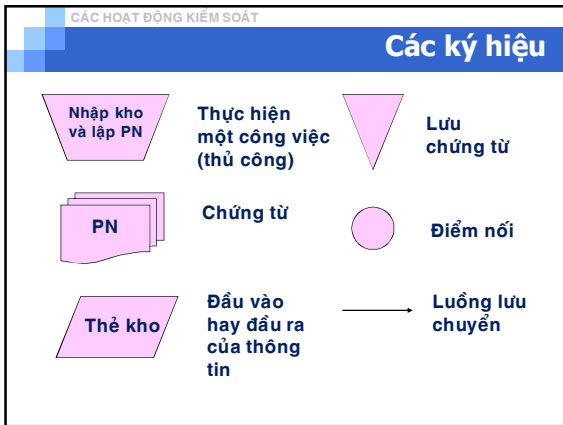 CÁC HOẠT ĐỘNG KIỂM SOÁT
Các ký hiệu
Nhập kho
và lập PN
Thực hiện
một công việc
(thủ công)
Lưu
chứng từ
PN
Chứng từ
Điểm nối
Thẻ kho
Đầu vào
hay đầu ra
của thông
tin
Luồng lưu
chuyển